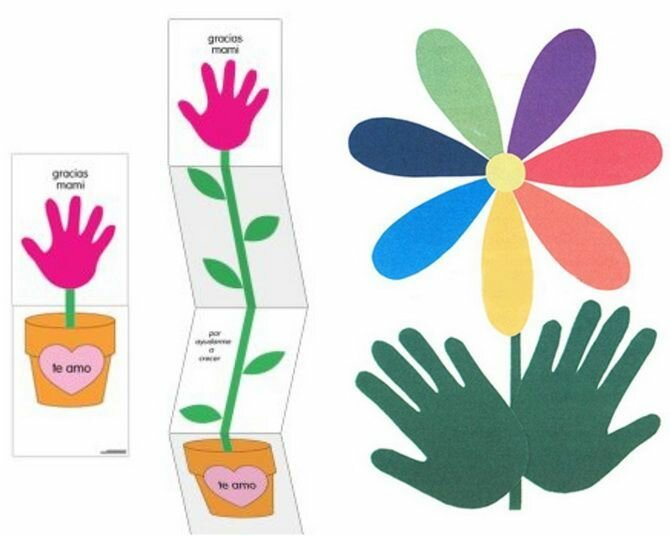 gracias
mami
te amo
gracias
mami
por
ayudarme
a
crecer
te amo